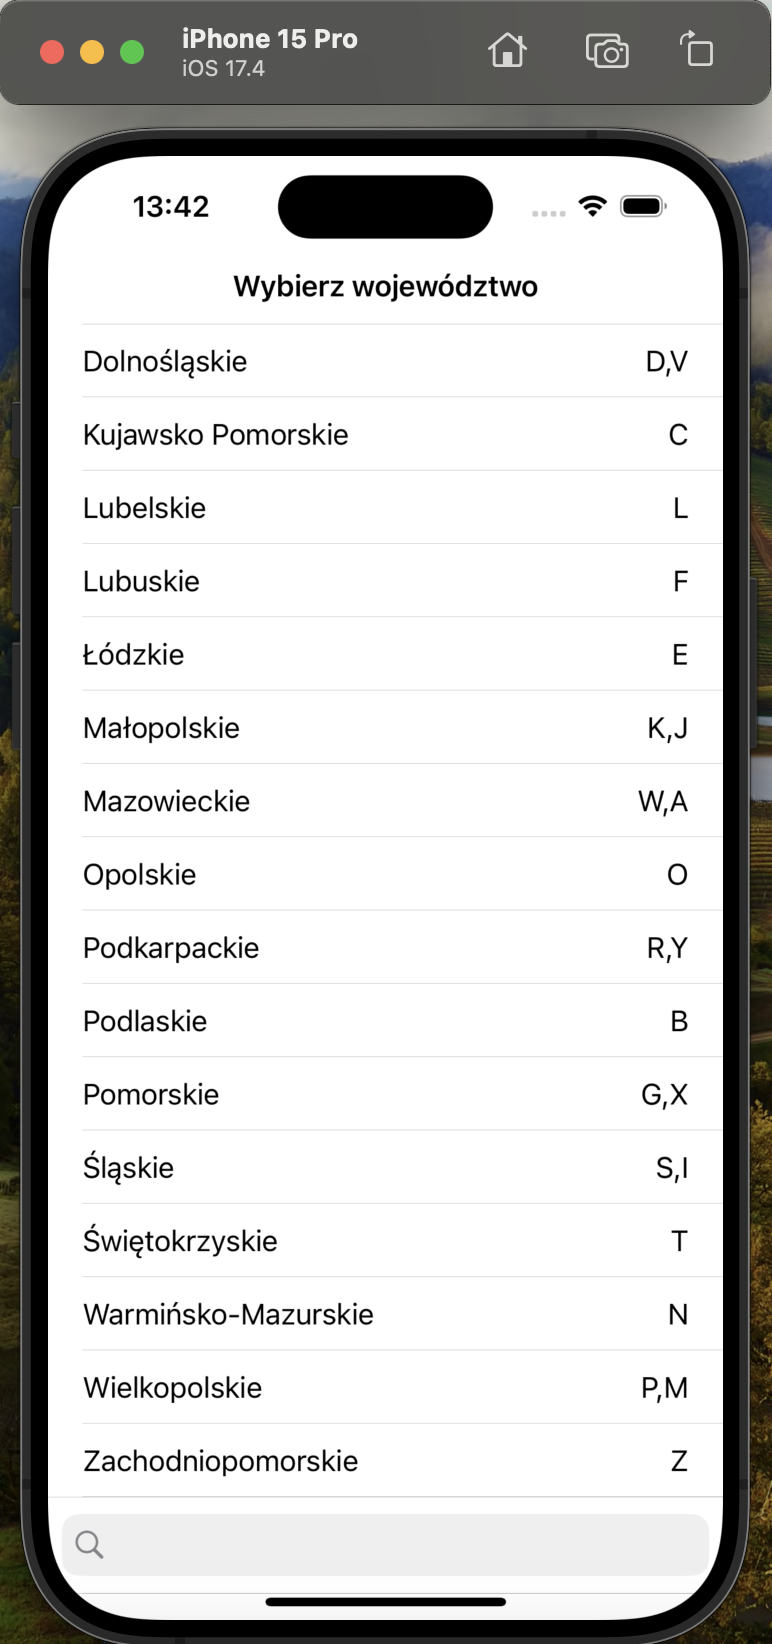 iPhone 15 Pro
iOS 17.4
13:42
Wybierz województwo
Dolnośląskie D,V
Kujawsko Pomorskie C
Lubelskie L
Lubuskie F
Łódzkie E
Małopolskie K,J
Mazowieckie W,A
Opolskie O
Podkarpackie R,Y
Podlaskie B
Pomorskie G,X
Śląskie S,I
Świętokrzyskie T
Warmińsko-Mazurskie N
Wielkopolskie P,M
Zachodniopomorskie Z